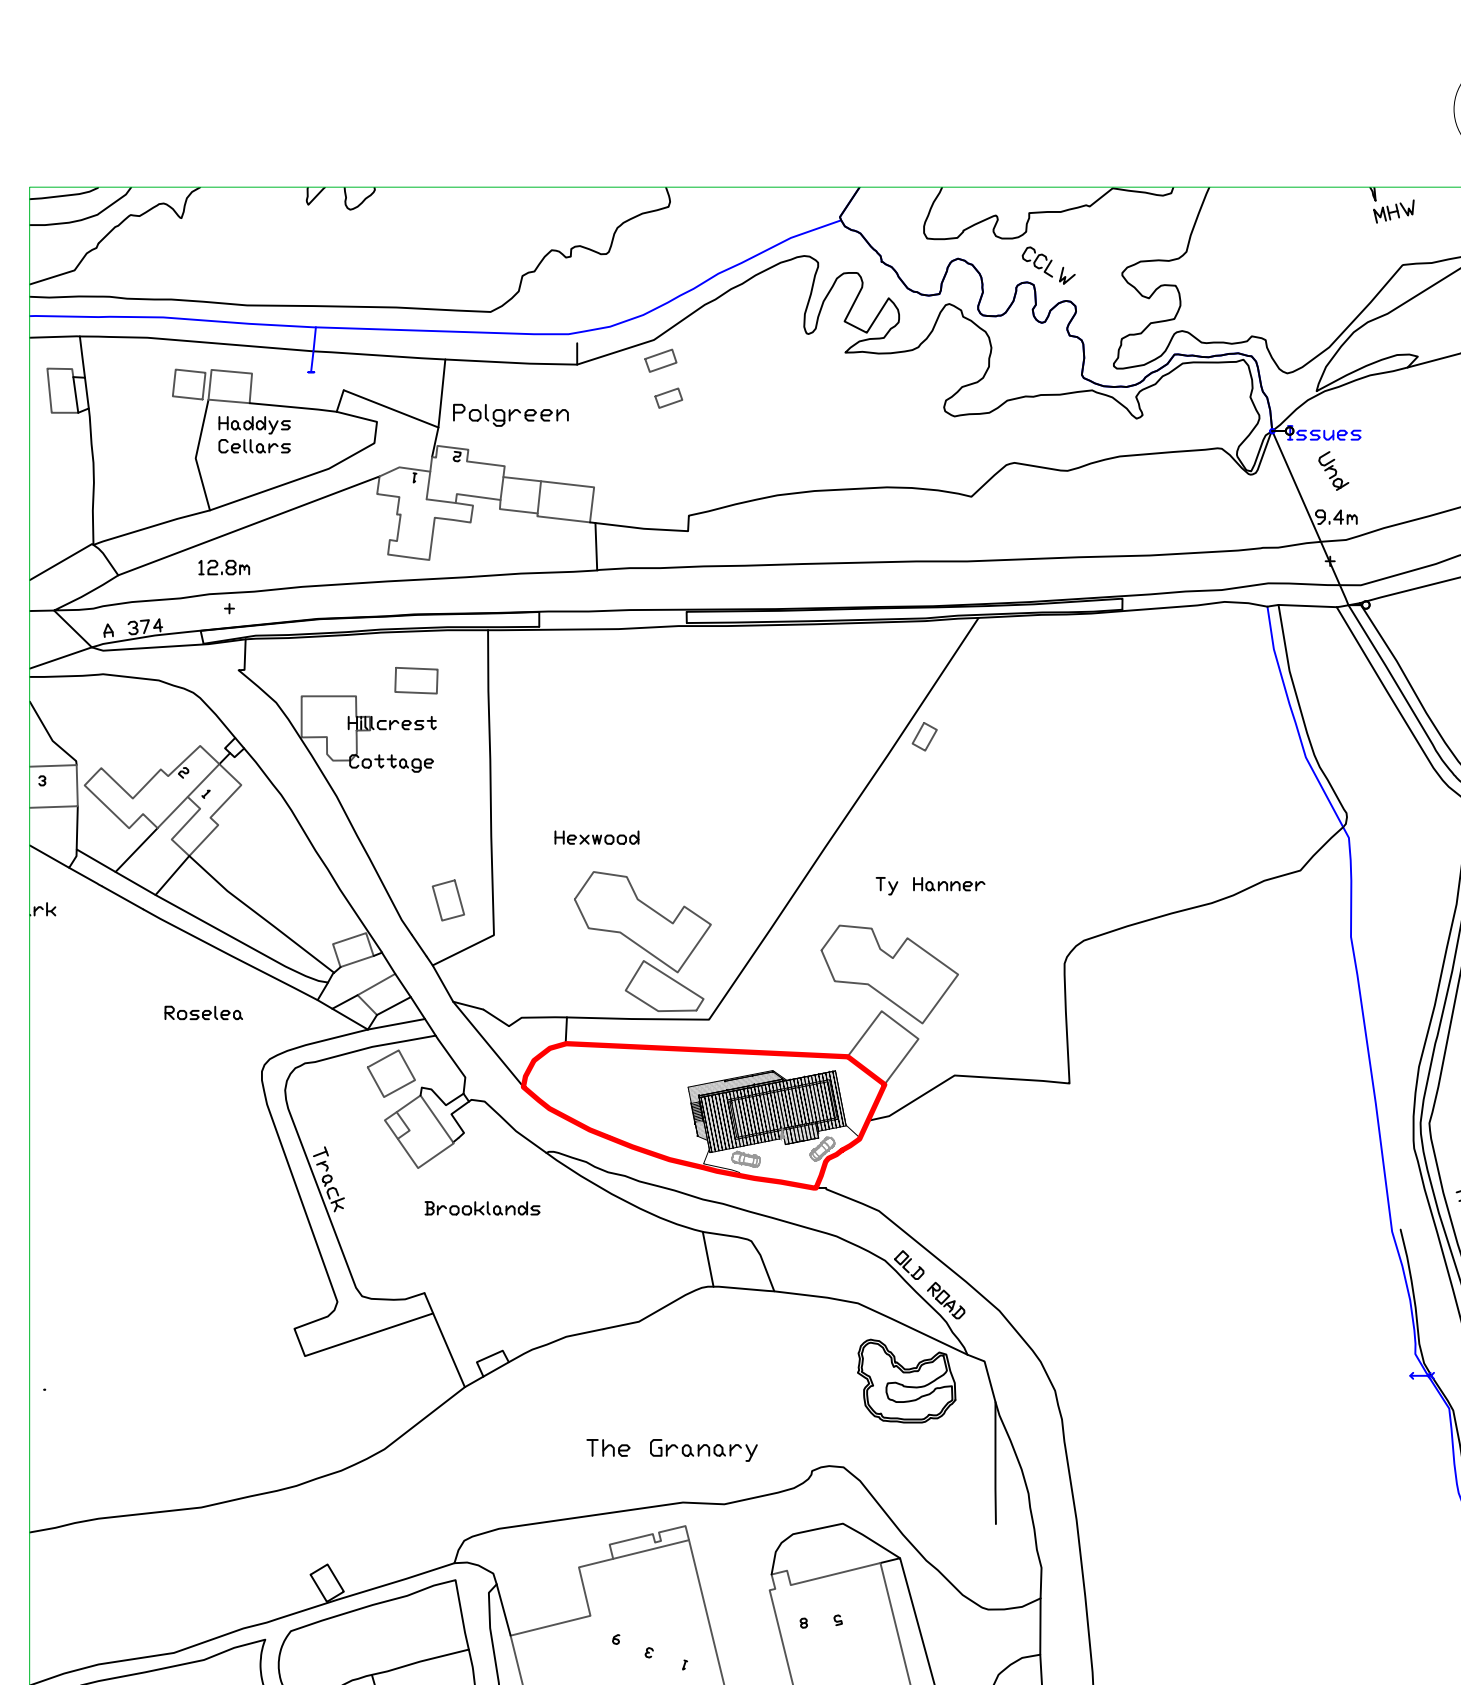 MHW
CCLW
Polgreen
Haddys
Cellars
Issues
2
1
Und
9.4m
12.8m
A 374
Hillcrest
Cottage
2
3
1
Hexwood
Ty Hanner
rk
Roselea
Track
Brooklands
OLD ROAD
The Granary
8
5
9
3
1